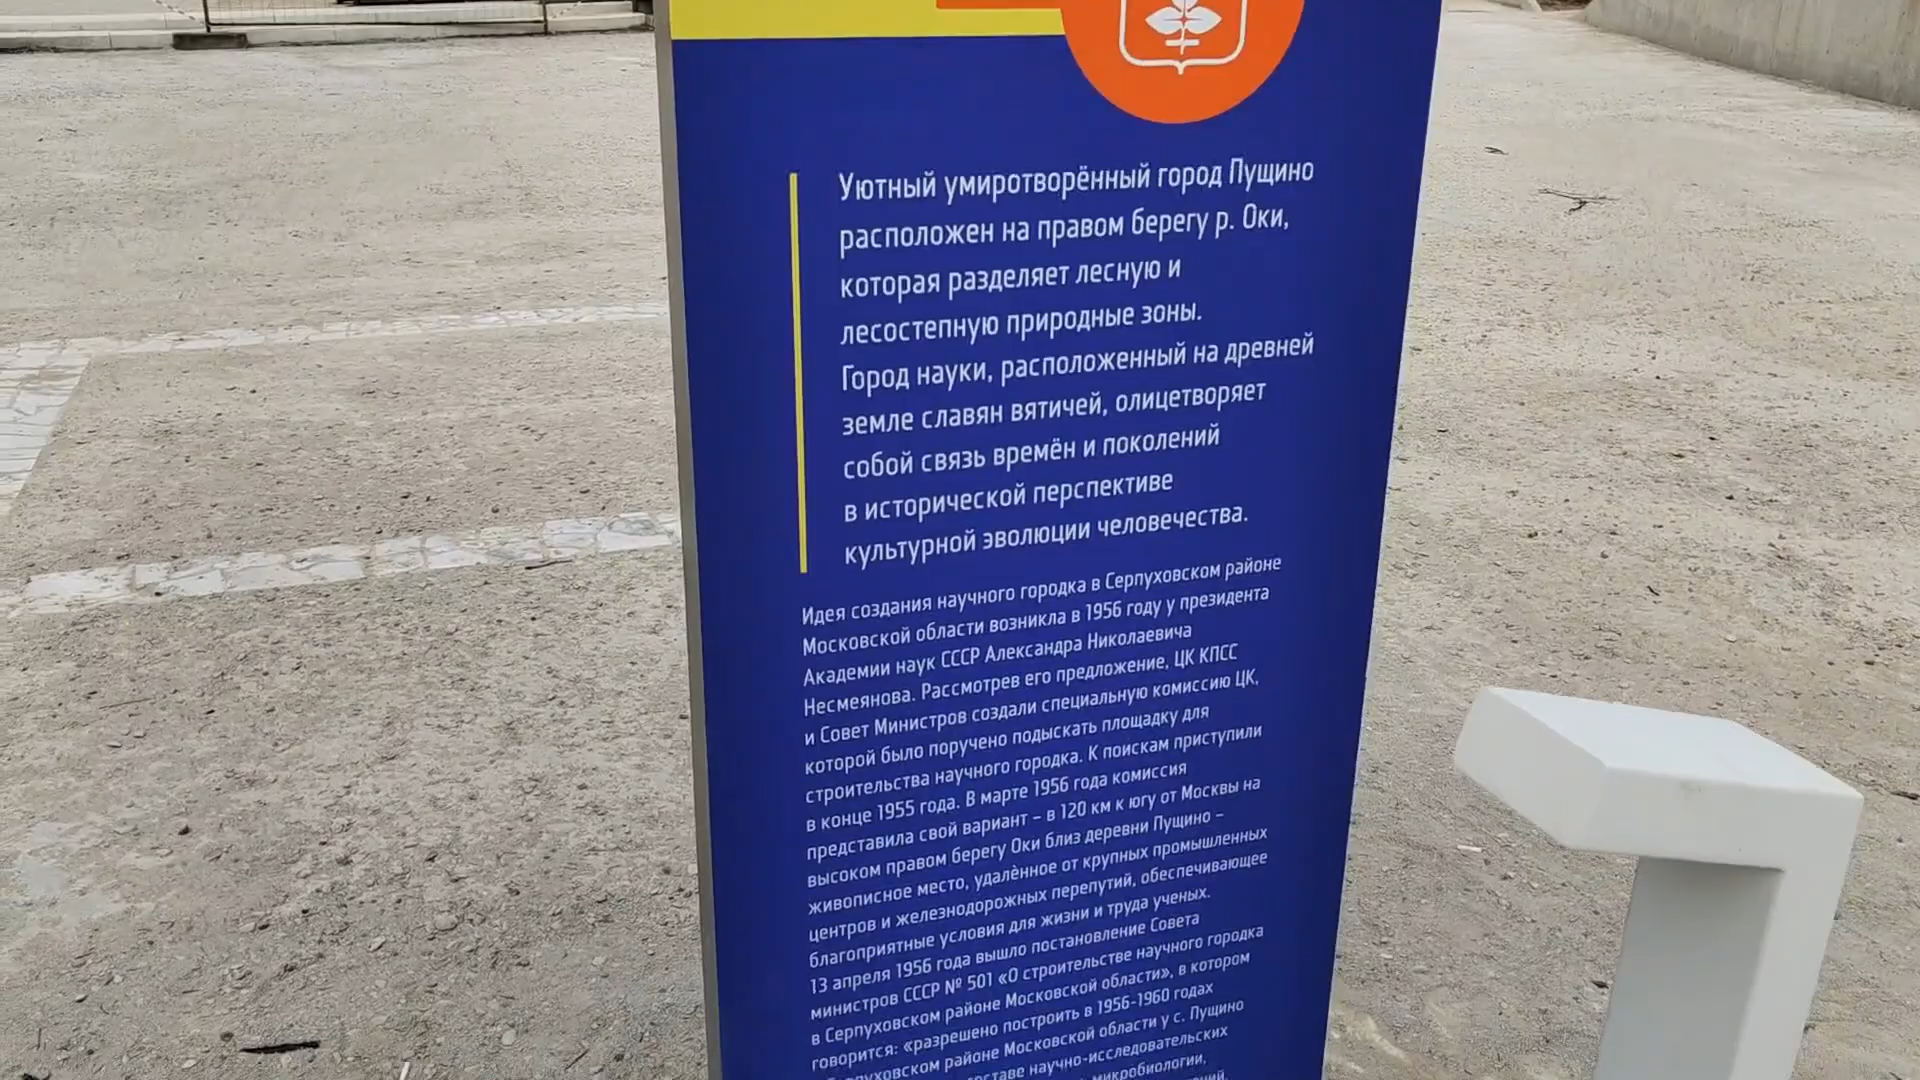 Уютный умиротворённый город Пущино
расположен на правом берегу р. Оки,
которая разделяет лесную и
лесостепную природные зоны.
Город науки, расположенный на древней
земле славян вятичей, олицетворяет
собой связь времён и поколений
в исторической перспективе
культурной эволюции человечества.
Идея создания научного городка в Серпуховском районе
Московской области возникла в 1956 году у президента
Академии наук СССР Александра Николаевича
Несмеянова. Рассмотрев его предложение, ЦК КПСС
и Совет Министров создали специальную комиссию ЦК,
которой было поручено подыскать площадку для
строительства научного городка. К поискам приступили
в конце 1955 года. В марте 1956 года комиссия
представила свой вариант – в 120 км к югу от Москвы на
высоком правом берегу Оки близ деревни Пущино –
живописное место, удалённое от крупных промышленных
центров и железнодорожных перепутий, обеспечивающее
благоприятные условия для жизни и труда ученых.
13 апреля 1956 года вышло постановление Совета
министров СССР № 501 «О строительстве научного городка
в Серпуховском районе Московской области», в котором
говорится: «разрешено построить в 1956-1960 годах
районе Московской области у с. Пущино
научно-исследовательских
микробиологии,